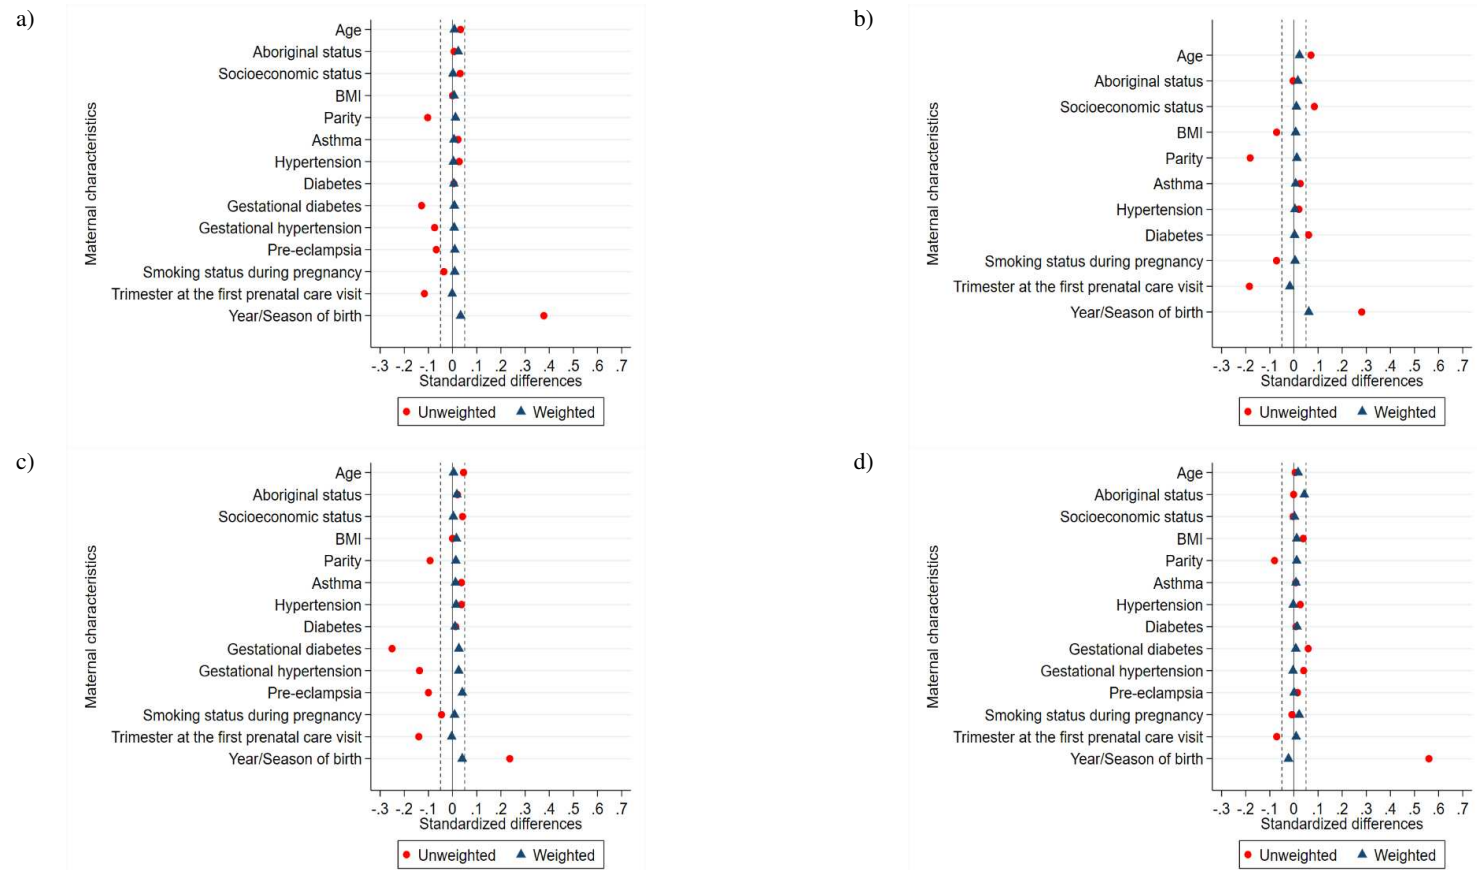 a)
Maternal characteristics
Age
Aboriginal status
Socioeconomic status
BMI
Parity
Asthma
Hypertension
Diabetes
Gestational diabetes
Gestational hypertension
Pre-eclampsia
Smoking status during pregnancy
Trimester at the first prenatal care visit
Year/Season of birth
-.3 -.2 -.1 0 .1 .2 .3 .4 .5 .6 .7
Standardized differences
Unweighted Weighted
b)
Maternal characteristics
Age
Aboriginal status
Socioeconomic status
BMI
Parity
Asthma
Hypertension
Diabetes
Smoking status during pregnancy
Trimester at the first prenatal care visit
Year/Season of birth
-.3 -.2 -.1 0 .1 .2 .3 .4 .5 .6 .7
Standardized differences
Unweighted Weighted
c)
Maternal characteristics
Age
Aboriginal status
Socioeconomic status
BMI
Parity
Asthma
Hypertension
Diabetes
Gestational diabetes
Gestational hypertension
Pre-eclampsia
Smoking status during pregnancy
Trimester at the first prenatal care visit
Year/Season of birth
-.3 -.2 -.1 0 .1 .2 .3 .4 .5 .6 .7
Standardized differences
Unweighted Weighted
d)
Maternal characteristics
Age
Aboriginal status
Socioeconomic status
BMI
Parity
Asthma
Hypertension
Diabetes
Gestational diabetes
Gestational hypertension
Pre-eclampsia
Smoking status during pregnancy
Trimester at the first prenatal care visit
Year/Season of birth
-.3 -.2 -.1 0 .1 .2 .3 .4 .5 .6 .7
Standardized differences
Unweighted Weighted